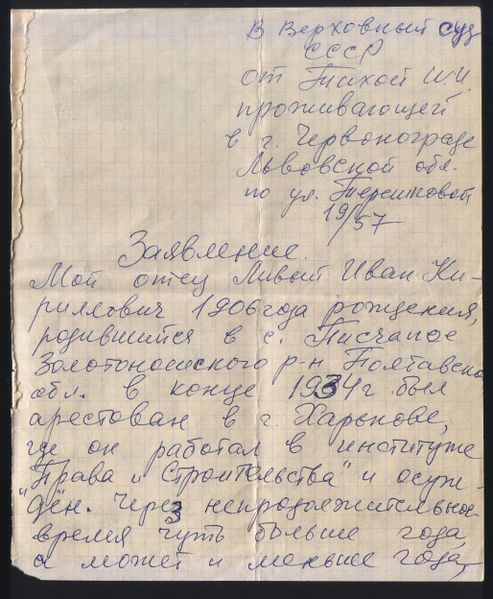 В Верховный суд
СССР
от Тихой И.И.
проживающей
в г. Червонограде
Львовской обл.
по ул. Терешковой
19/57
Заявление.
Мой отец Ливый Иван Ки-
риллович 1906 года рождения,
родившийся в с. Писчаное
Золотоношского р-н Полтавско
обл. в конце 1934 г был
арестован в г. Харькове,
где он работал в институте
"Права и Строительства" и осуж-
дён. Через непродолжительное
время чуть больше года,
а может и меньше года,